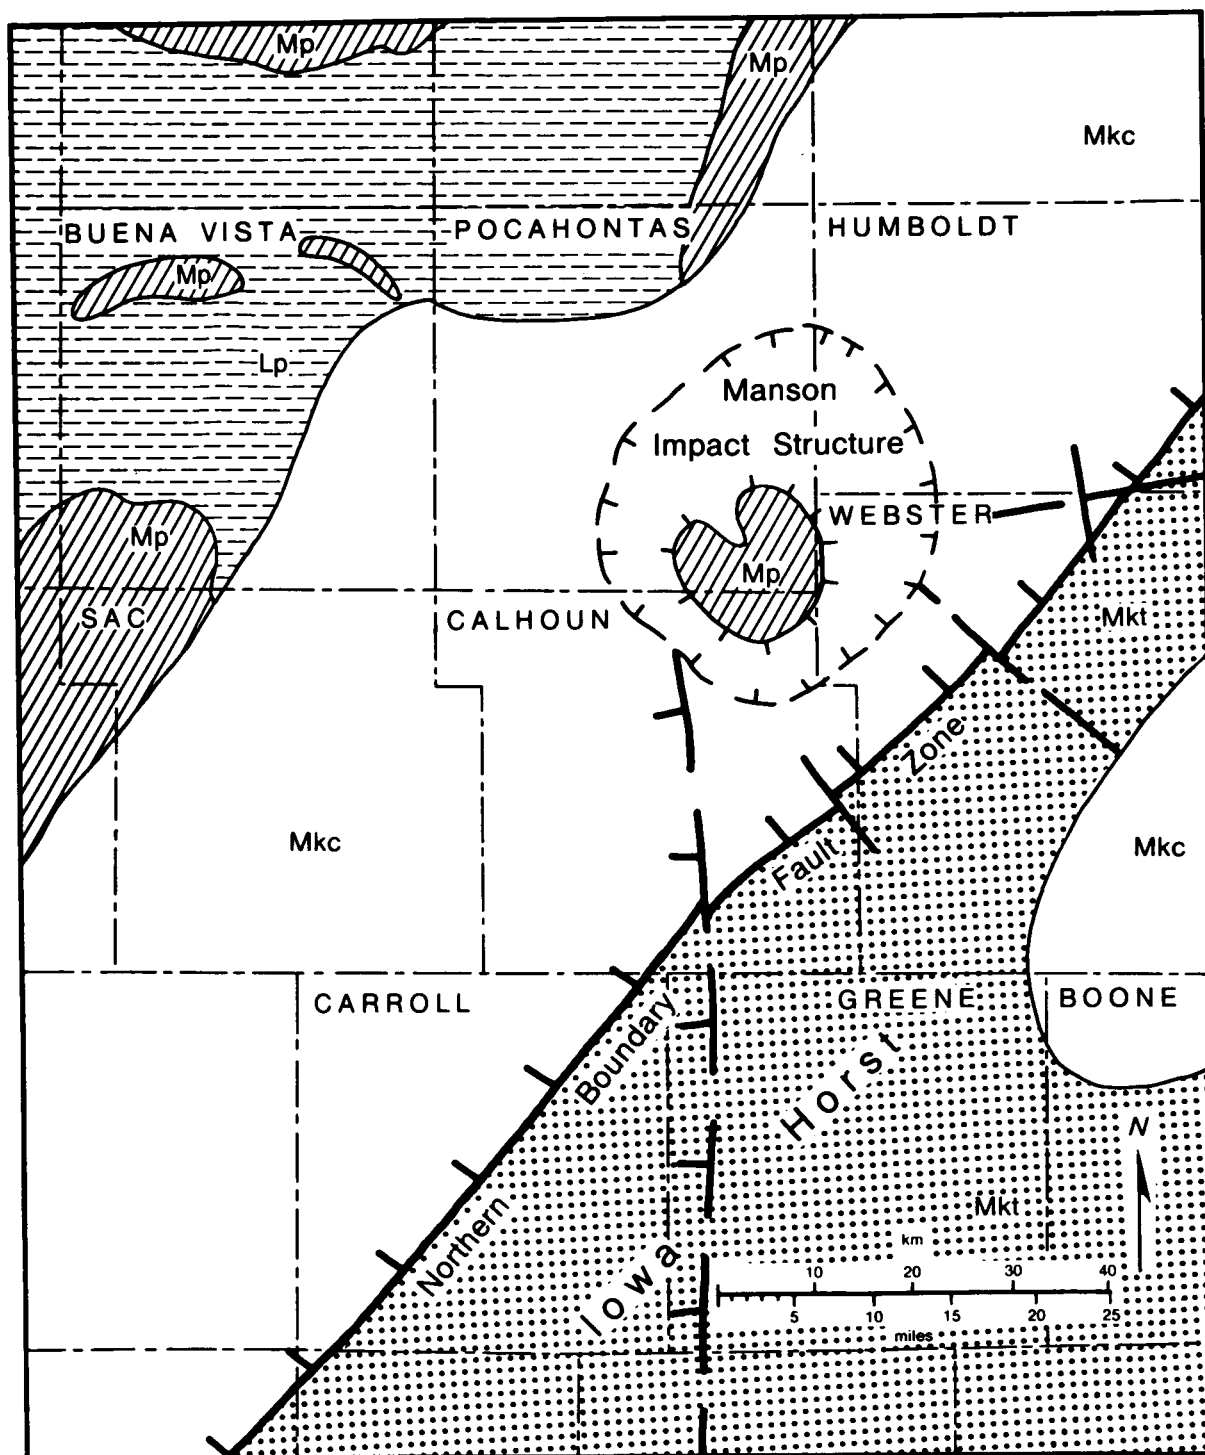 Mp
Mp
Mkc
BUENA VISTA
POCAHONTAS
HUMBOLDT
Mp
Lp
Manson
Impact Structure
Mp
WEBSTER
Mp
SAC
CALHOUN
Mkt
Zone
Mkc
Fault
Mkc
CARROLL
GREENE
BOONE
Boundary
Horst
N
Northern
Mkt
Iowa
km
10 20 30 40
5 10 15 20 25
miles